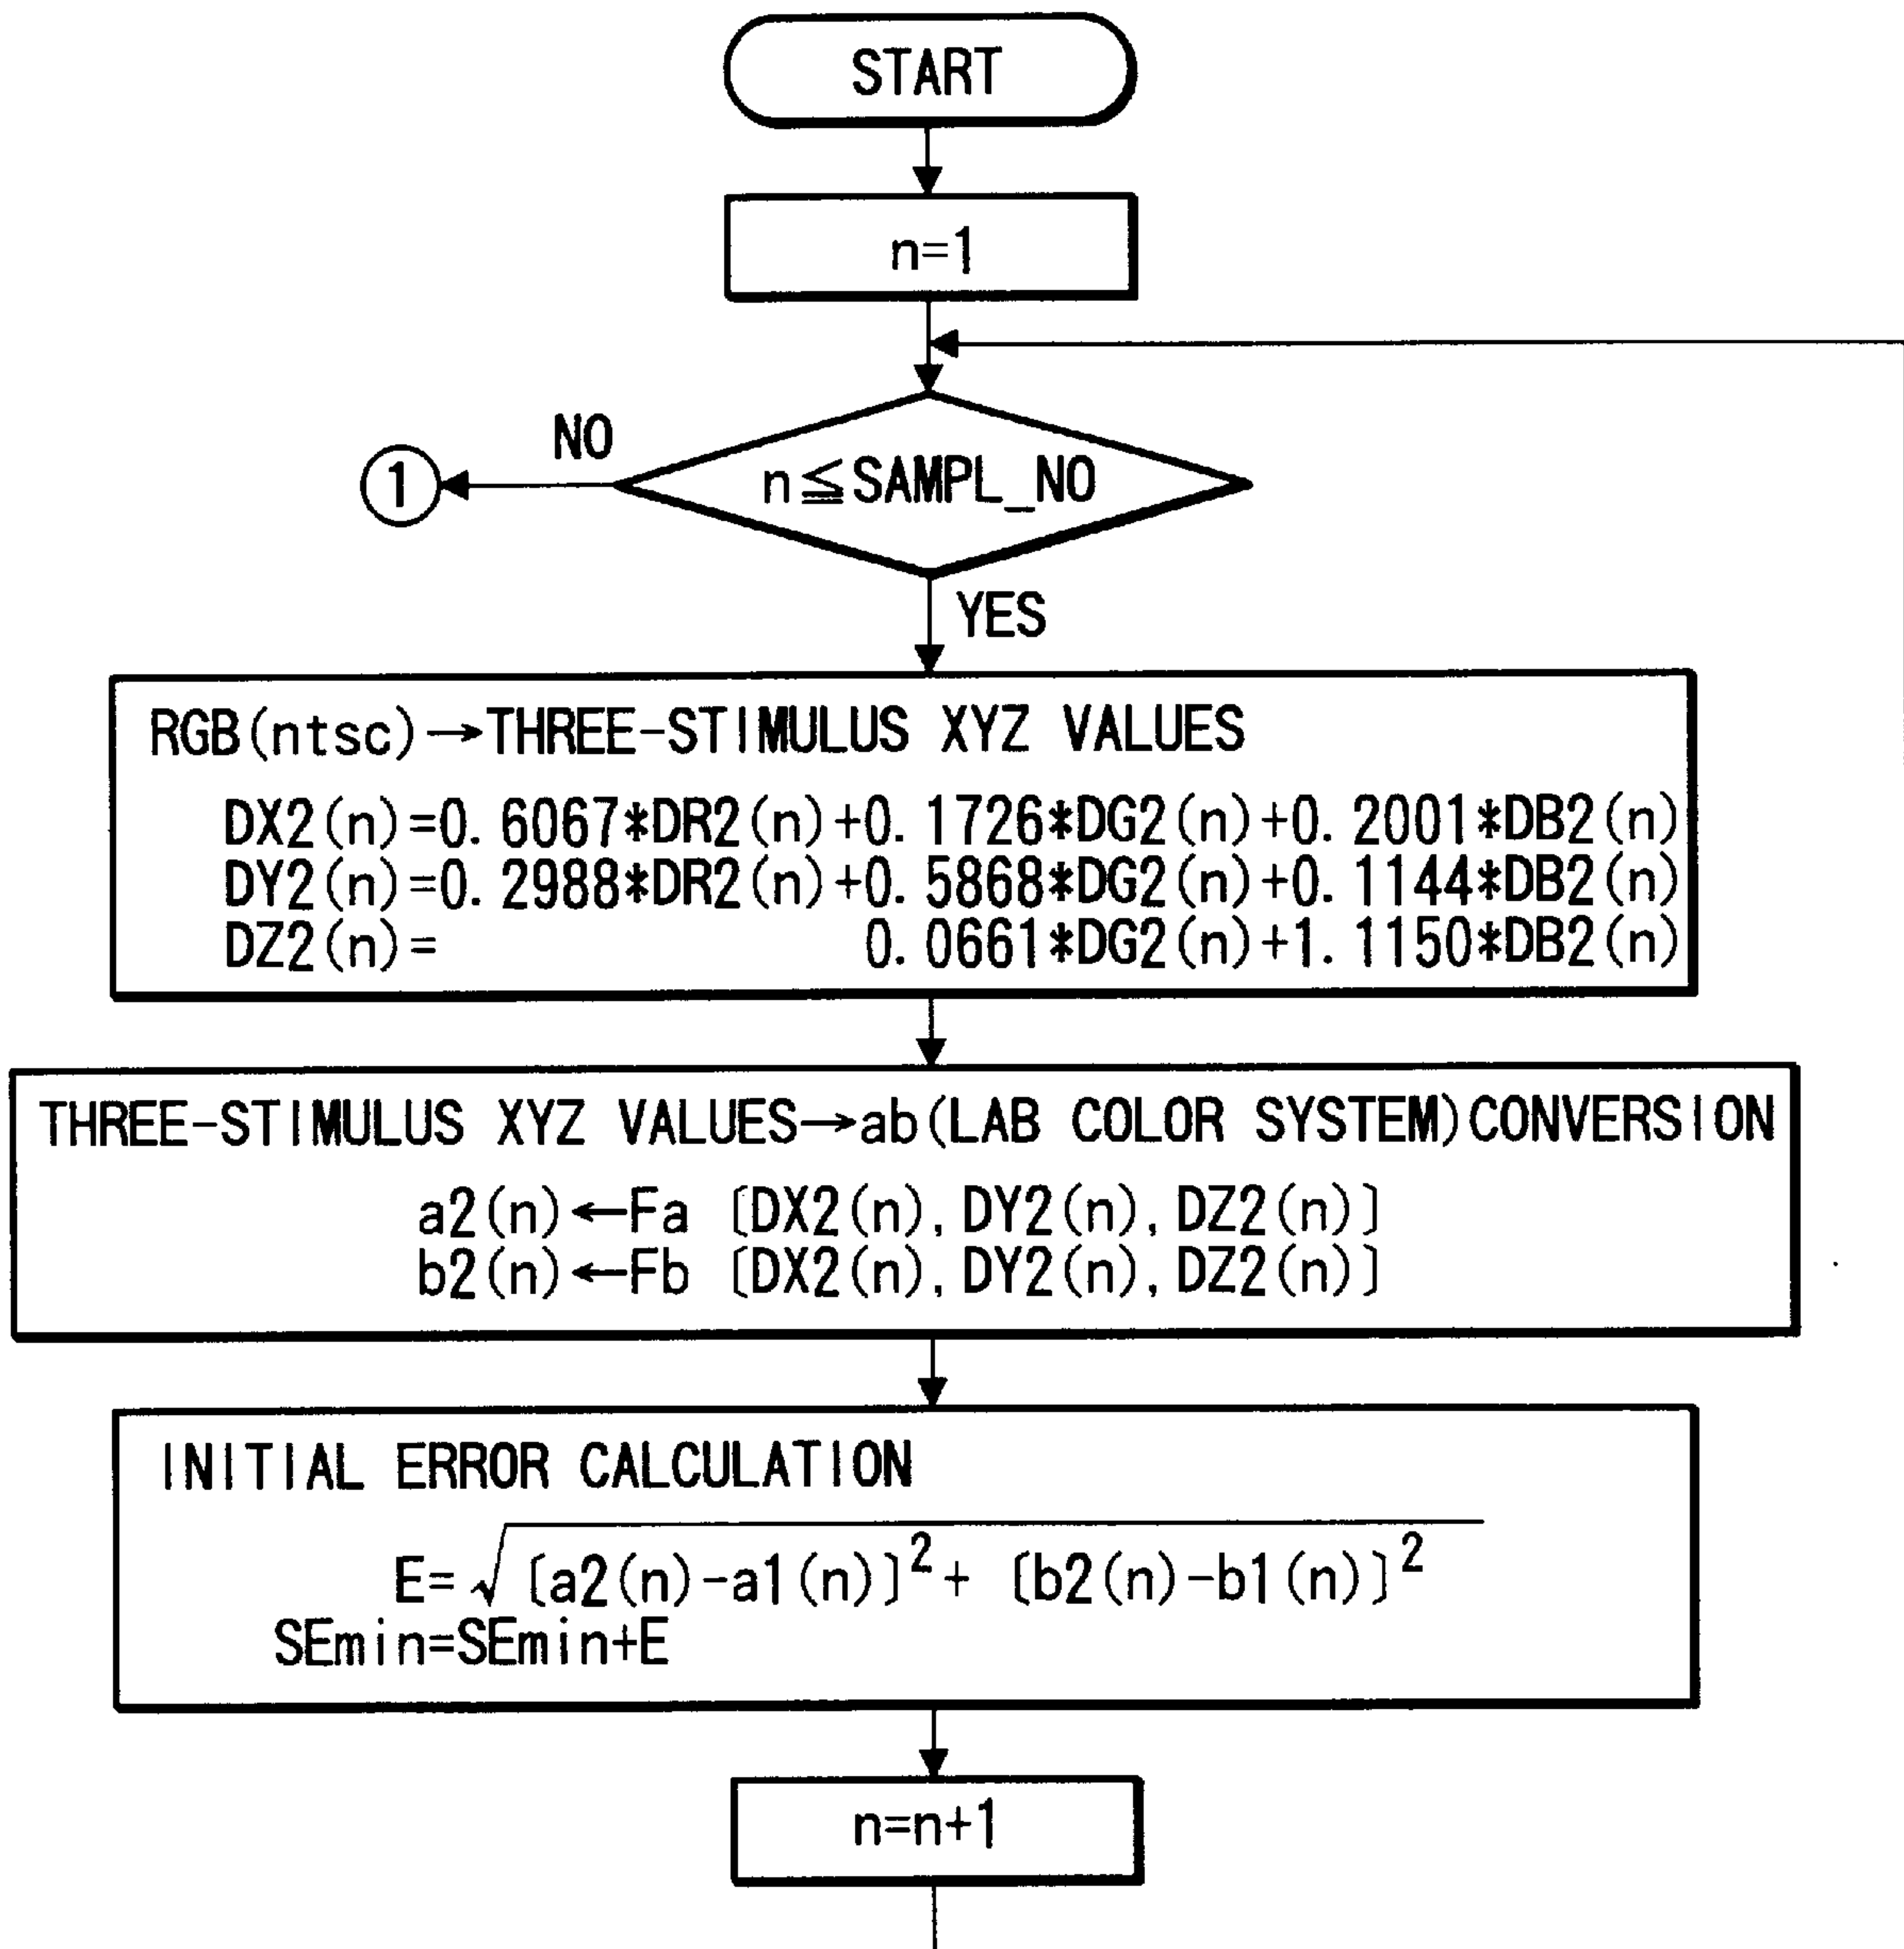 START
n=1
NO
1
n≦SAMPL_NO
YES
RGB(ntsc)→THREE-STIMULUS XYZ VALUES
DX2(n)=0.6067*DR2(n)+0.1726*DG2(n)+0.2001*DB2(n)
DY2(n)=0.2988*DR2(n)+0.5868*DG2(n)+0.1144*DB2(n)
DZ2(n)= 0.0661*DG2(n)+1.1150*DB2(n)
THREE-STIMULUS XYZ VALUES→ab(LAB COLOR SYSTEM)CONVERSION
a2(n)←Fa [DX2(n),DY2(n),DZ2(n)]
b2(n)←Fb [DX2(n),DY2(n),DZ2(n)]
INITIAL ERROR CALCULATION
E=√[a2(n)-a1(n)]²+ [b2(n)-b1(n)]²
SEmin=SEmin+E
n=n+1